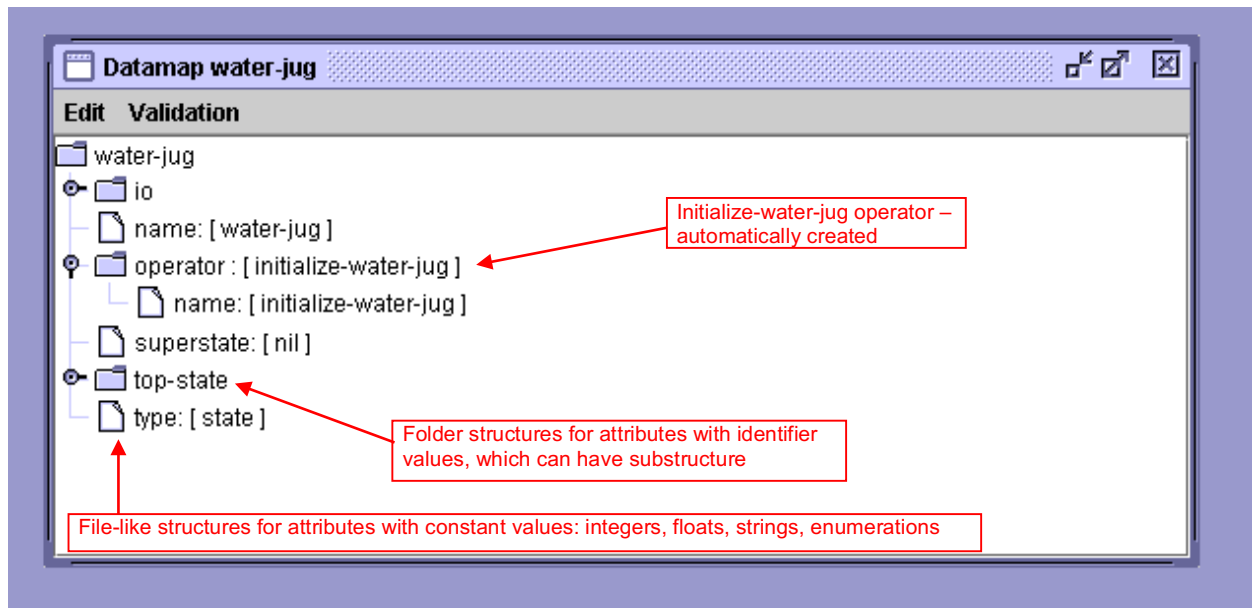 Datamap water-jug
Edit Validation
water-jug
io
name: [ water-jug ]
Initialize-water-jug operator –
automatically created
operator : [ initialize-water-jug ]
name: [ initialize-water-jug ]
superstate: [ nil ]
top-state
type: [ state ]
Folder structures for attributes with identifier
values, which can have substructure
File-like structures for attributes with constant values: integers, floats, strings, enumerations